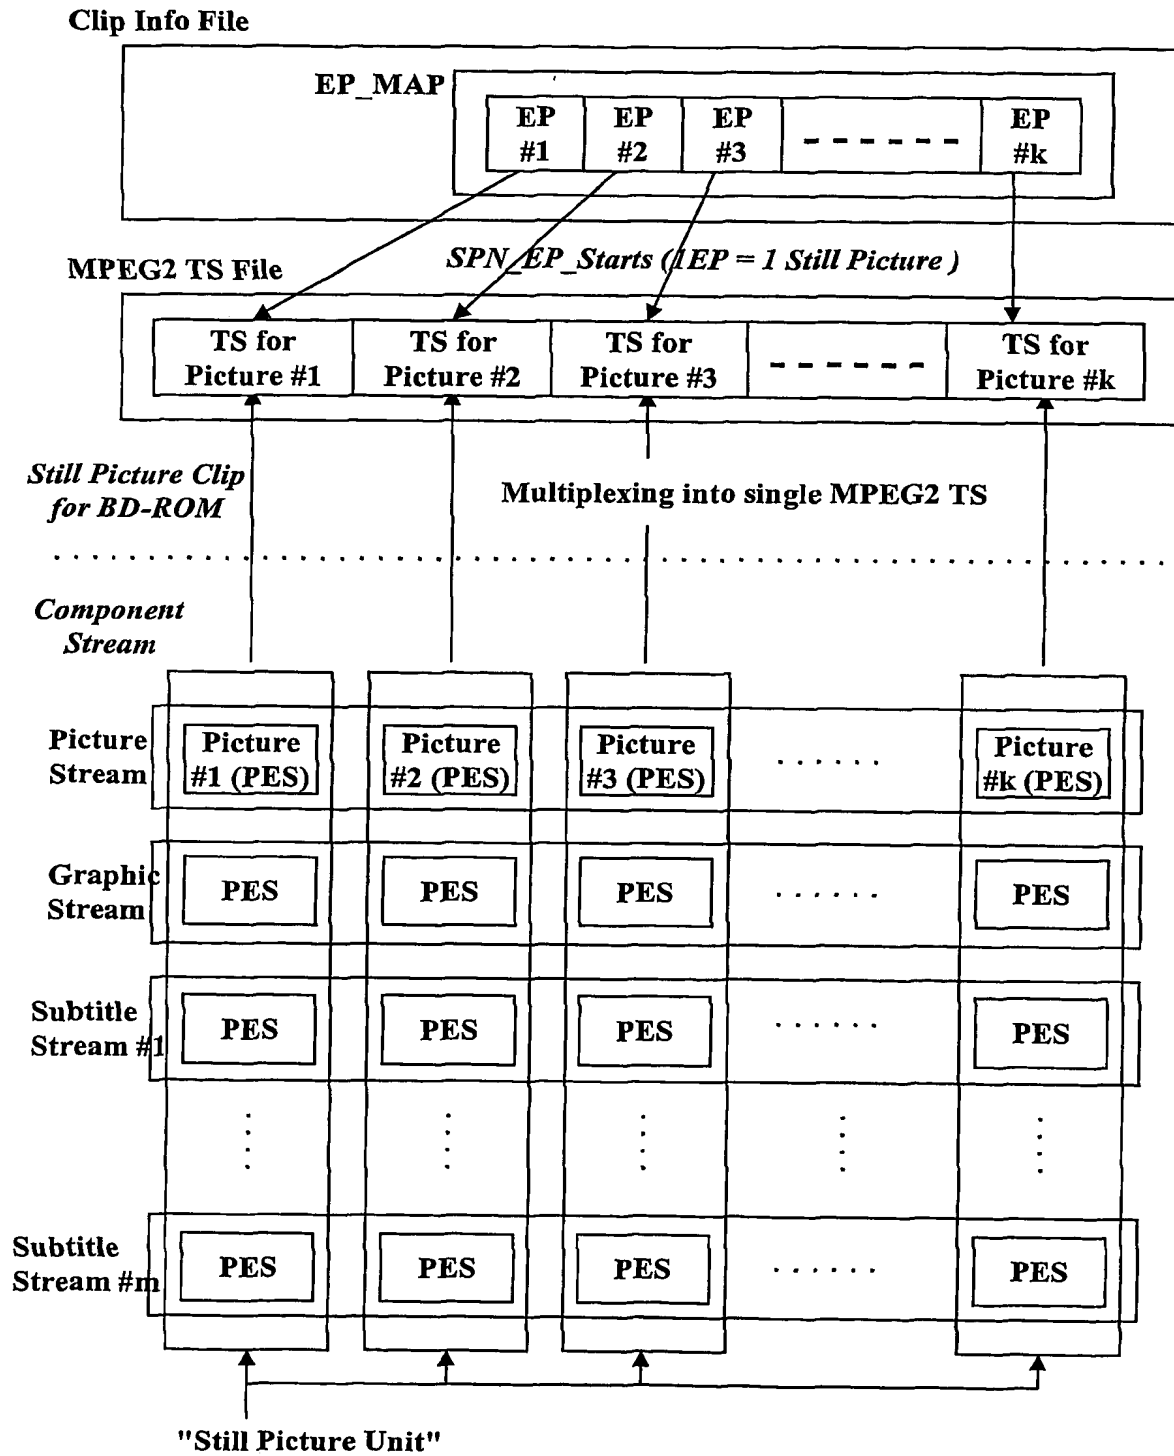 Clip Info File
EP_MAP
EP #1
EP #2
EP #3
EP #k
SPN_EP_Starts (1EP = 1 Still Picture )
MPEG2 TS File
TS for Picture #1
TS for Picture #2
TS for Picture #3
TS for Picture #k
Still Picture Clip
for BD-ROM
Multiplexing into single MPEG2 TS
Component
Stream
Picture
Stream
Picture #1 (PES)
Picture #2 (PES)
Picture #3 (PES)
Picture #k (PES)
Graphic
Stream
PES
PES
PES
PES
Subtitle
Stream #1
PES
PES
PES
PES
Subtitle
Stream #m
PES
PES
PES
PES
"Still Picture Unit"